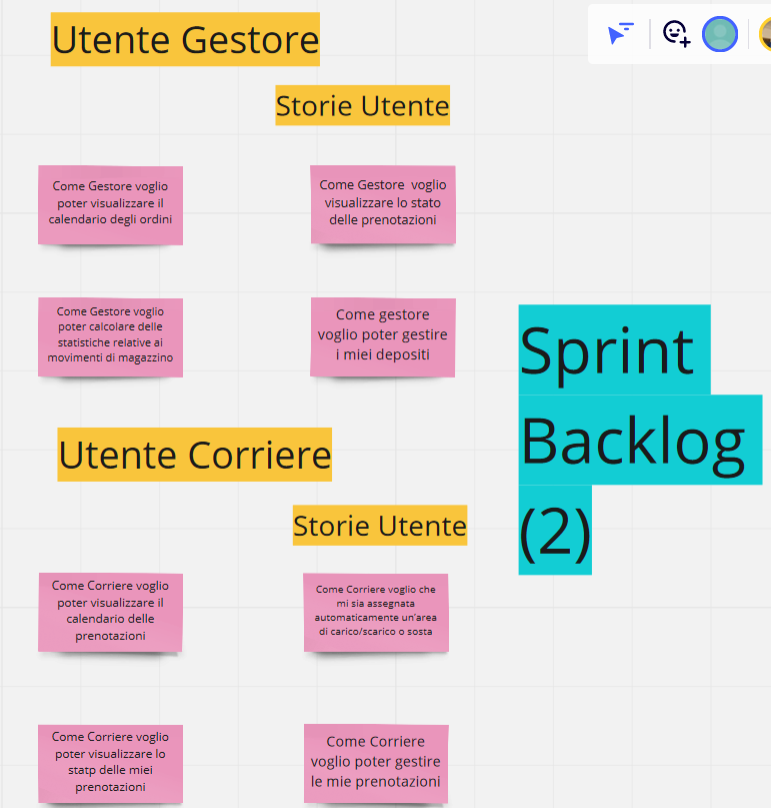 Utente Gestore
Storie Utente
Come Gestore voglio
poter visualizzare il
calendario degli ordini
Come Gestore voglio
visualizzare lo stato
delle prenotazioni
Come Gestore voglio
poter calcolare delle
statistiche relative ai
movimenti di magazzino
Come gestore
voglio poter gestire
i miei depositi
Sprint
Backlog
(2)
Utente Corriere
Storie Utente
Come Corriere voglio
poter visualizzare il
calendario delle
prenotazioni
Come Corriere voglio che
mi sia assegnata
automaticamente un'area
di carico/scarico o sosta
Come Corriere voglio
poter visualizzare lo
statp delle miei
prenotazioni
Come Corriere
voglio poter gestire
le mie prenotazioni